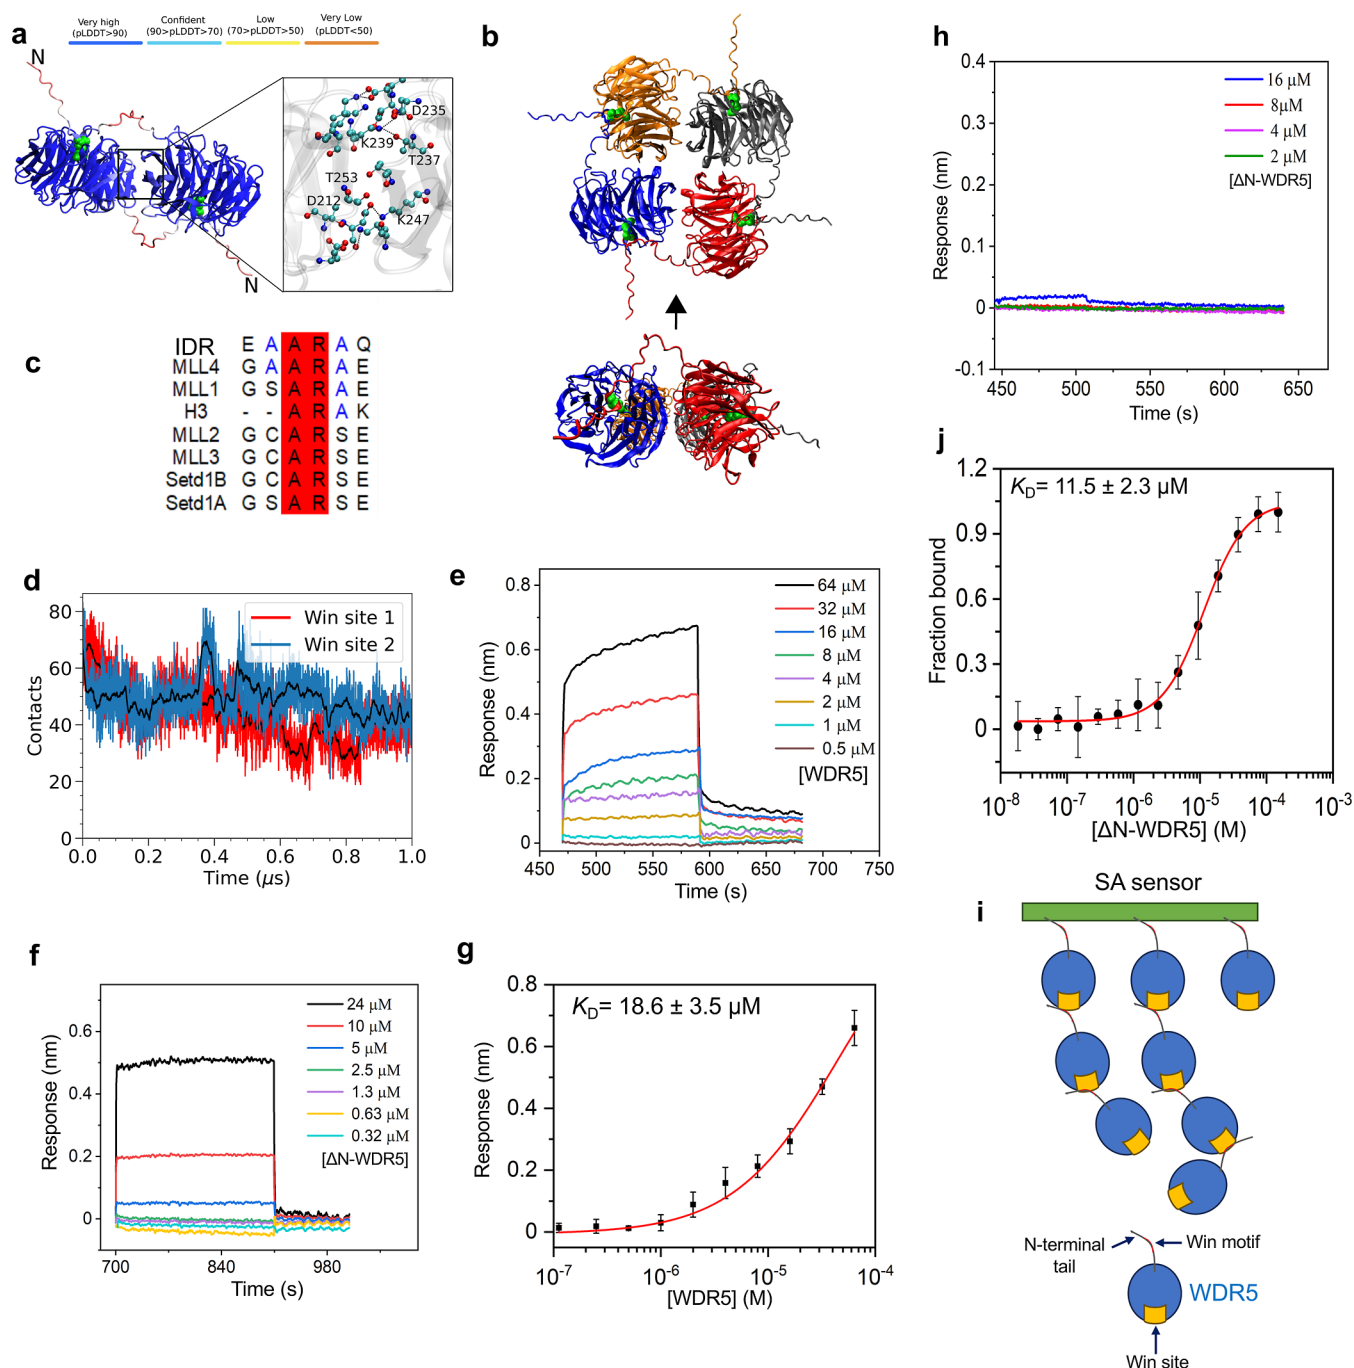 a
Very high
(pLDDT>90)
Confident
(90>pLDDT>70)
Low
(70>pLDDT>50)
Very Low
(pLDDT<50)
N
N
D235
K239
T237
T253
D212
K247
b
c
IDR E A A R A Q
MLL4 G A A R A E
MLL1 G S A R A E
H3 - - A R A K
MLL2 G C A R S E
MLL3 G C A R S E
Setd1B G C A R S E
Setd1A G S A R S E
d
Contacts
80
60
40
20
0
0.0 0.2 0.4 0.6 0.8 1.0
Time (μs)
Win site 1
Win site 2
e
Response (nm)
0.8
0.6
0.4
0.2
0
450 500 550 600 650 700 750
Time (s)
64 μM
32 μM
16 μM
8 μM
4 μM
2 μM
1 μM
0.5 μM
[WDR5]
f
Response (nm)
0.6
0.4
0.2
0
700 840 980
Time (s)
24 μM
10 μM
5 μM
2.5 μM
1.3 μM
0.63 μM
0.32 μM
[ΔN-WDR5]
g
Response (nm)
0.8
0.6
0.4
0.2
0
KD= 18.6 ± 3.5 μM
10-7 10-6 10-5 10-4
[WDR5] (M)
h
Response (nm)
0.4
0.3
0.2
0.1
0
-0.1
450 500 550 600 650
Time (s)
16 μM
8μM
4 μM
2 μM
[ΔN-WDR5]
j
Fraction bound
1.2
0.9
0.6
0.3
0
KD= 11.5 ± 2.3 μM
10-8 10-7 10-6 10-5 10-4 10-3
[ΔN-WDR5] (M)
i
SA sensor
N-terminal
tail
Win motif
WDR5
Win site